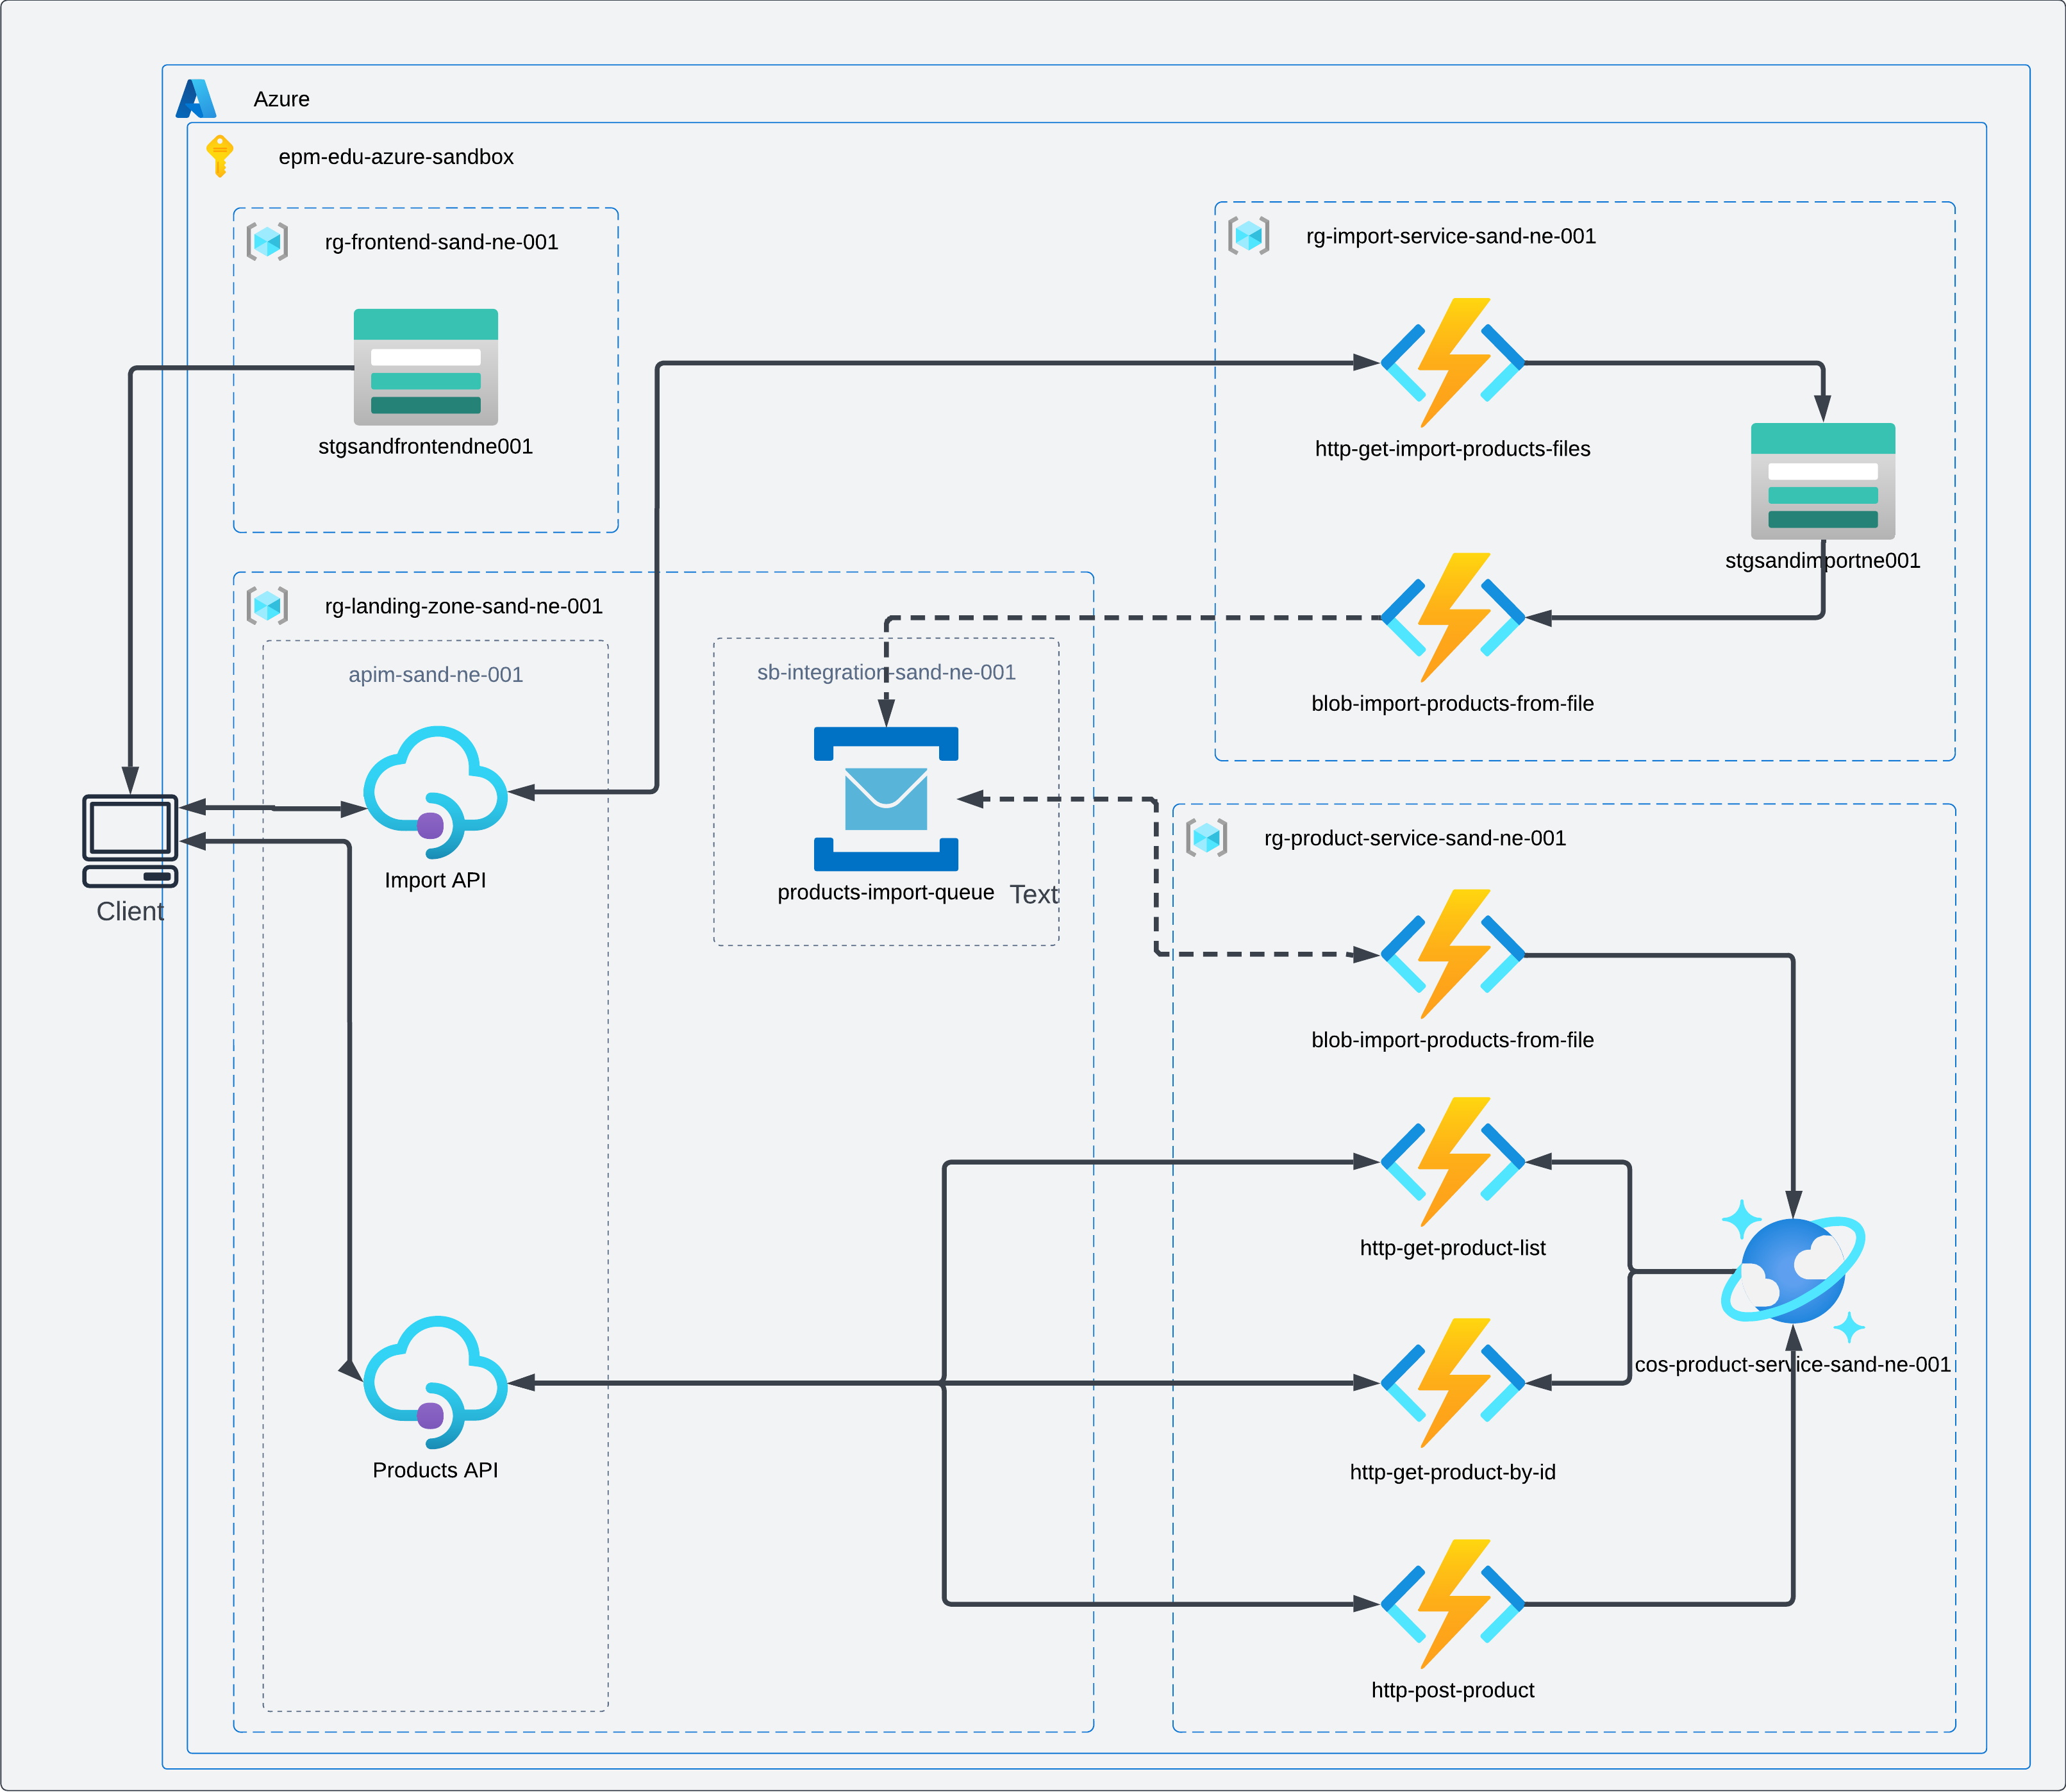 Azure
epm-edu-azure-sandbox
rg-frontend-sand-ne-001
stgsandfrontendne001
rg-import-service-sand-ne-001
http-get-import-products-files
stgsandimportne001
blob-import-products-from-file
rg-landing-zone-sand-ne-001
apim-sand-ne-001
sb-integration-sand-ne-001
Import API
products-import-queue
Text
Client
rg-product-service-sand-ne-001
blob-import-products-from-file
http-get-product-list
cos-product-service-sand-ne-001
Products API
http-get-product-by-id
http-post-product